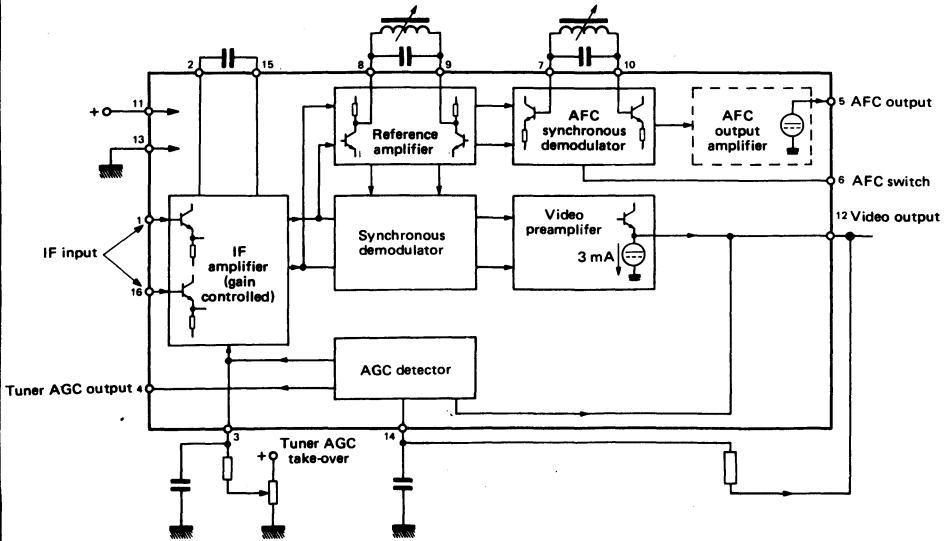 2
15
8
9
7
10
+
11
13
1
16
IF input
IF
amplifier
(gain
controlled)
Reference
amplifier
AFC
synchronous
demodulator
AFC
output
amplifier
5 AFC output
6 AFC switch
12 Video output
Synchronous
demodulator
Video
preamplifer
3 mA
AGC detector
Tuner AGC output 4
3
14
Tuner AGC
take-over
+